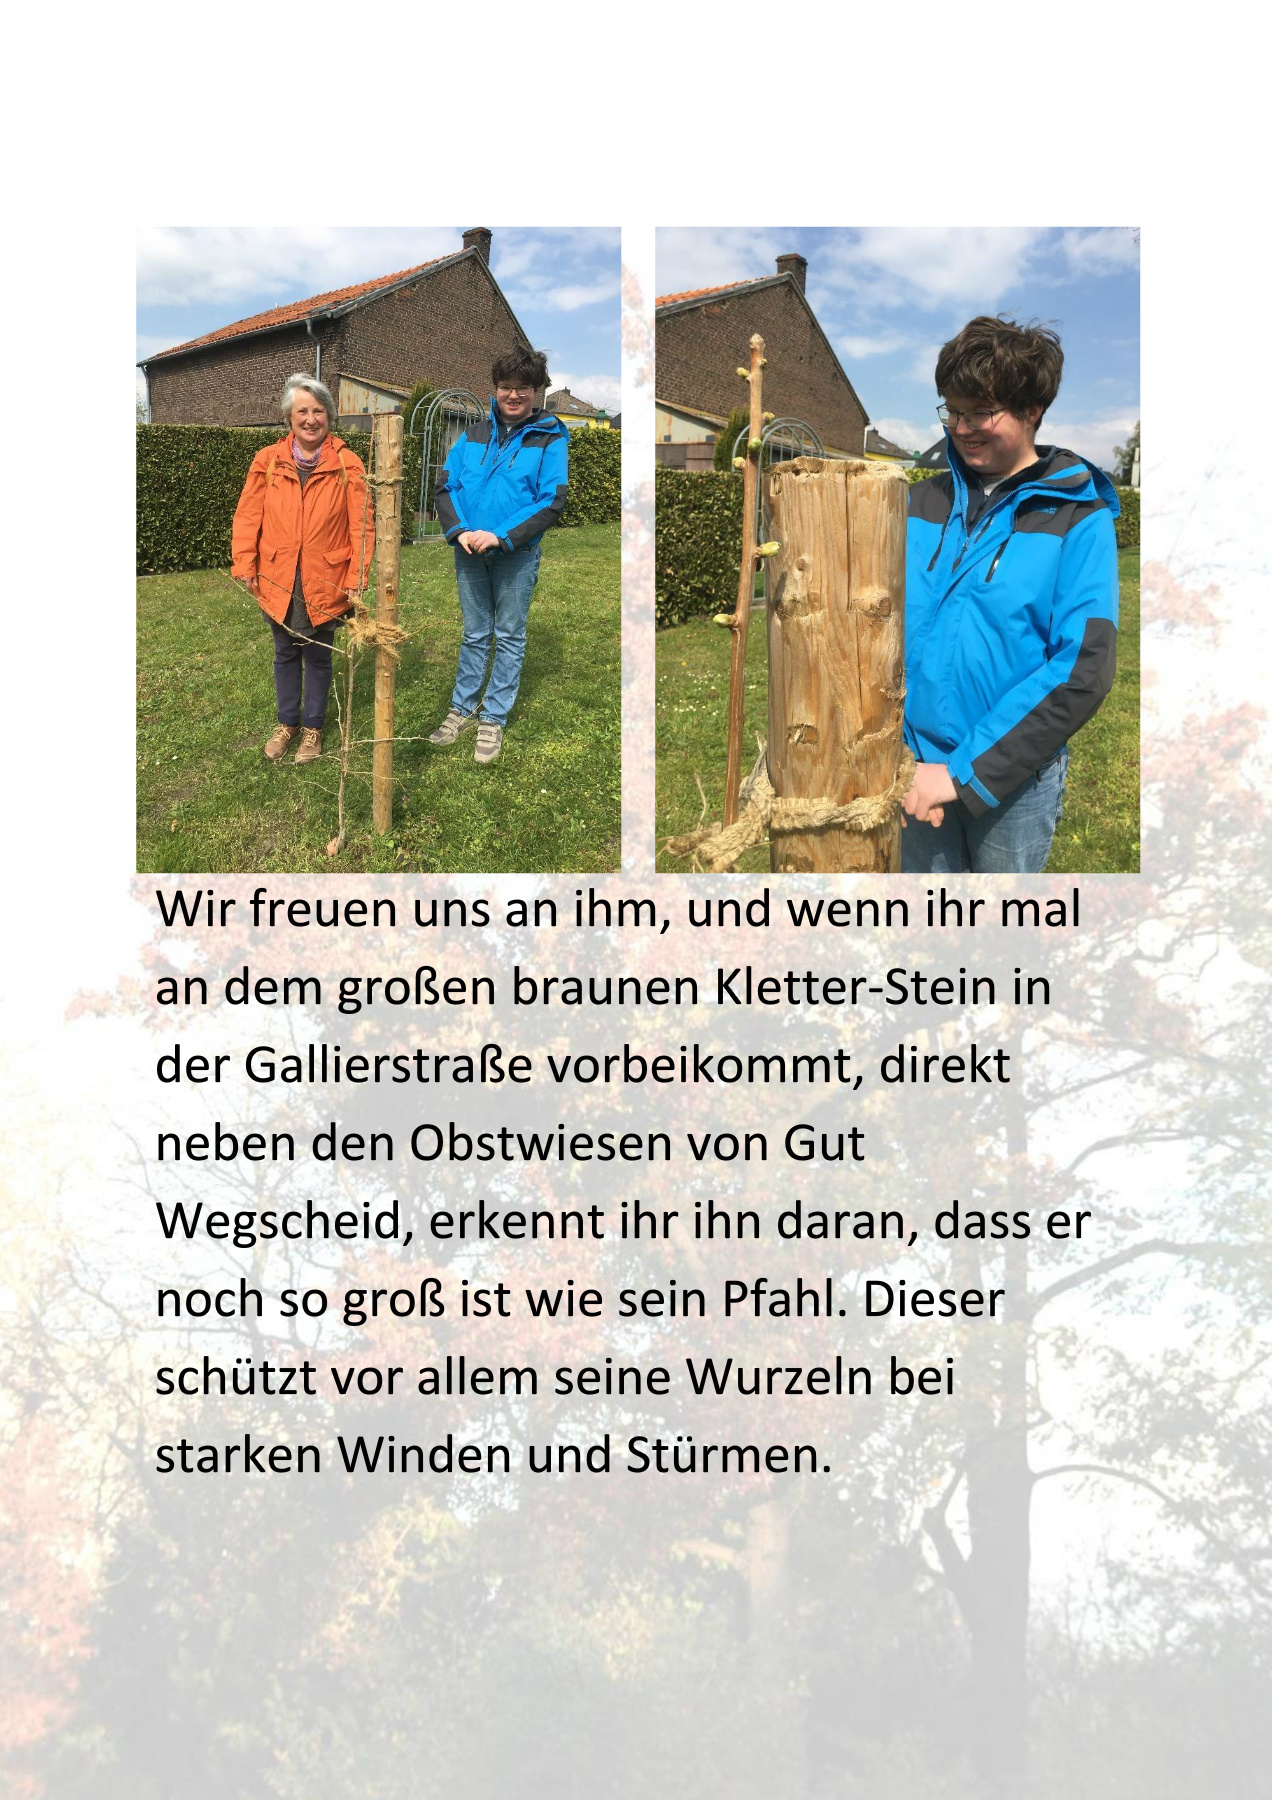 Wir freuen uns an ihm, und wenn ihr mal
an dem großen braunen Kletter-Stein in
der Gallierstraße vorbeikommt, direkt
neben den Obstwiesen von Gut
Wegscheid, erkennt ihr ihn daran, dass er
noch so groß ist wie sein Pfahl. Dieser
schützt vor allem seine Wurzeln bei
starken Winden und Stürmen.